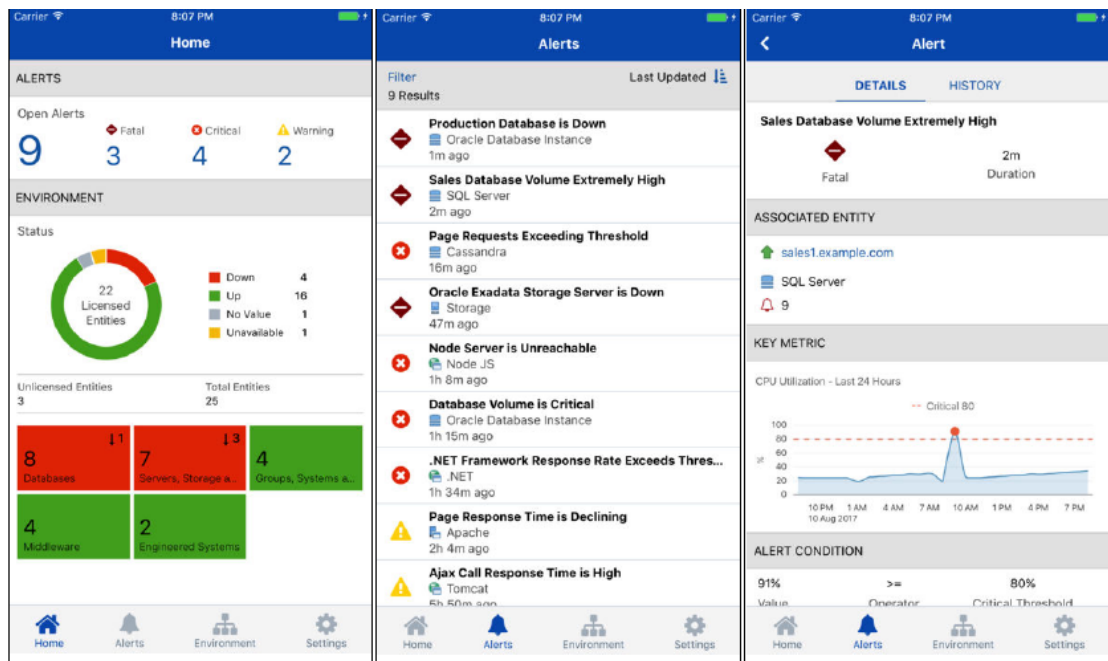 Carrier 8:07 PM
Home
ALERTS
Open Alerts
9
Fatal
3
Critical
4
Warning
2
ENVIRONMENT
Status
22
Licensed
Entities
Down 4
Up 16
No Value 1
Unavailable 1
Unlicensed Entities
3
Total Entities
25
↓1
8
Databases
↓3
7
Servers, Storage a...
4
Groups, Systems a...
4
Middleware
2
Engineered Systems
Home Alerts Environment Settings
Carrier 8:07 PM
Alerts
Filter Last Updated
9 Results
Production Database is Down
Oracle Database Instance
1m ago
Sales Database Volume Extremely High
SQL Server
2m ago
Page Requests Exceeding Threshold
Cassandra
16m ago
Oracle Exadata Storage Server is Down
Storage
47m ago
Node Server is Unreachable
Node JS
1h 8m ago
Database Volume is Critical
Oracle Database Instance
1h 15m ago
.NET Framework Response Rate Exceeds Thres...
.NET
1h 34m ago
Page Response Time is Declining
Apache
2h 4m ago
Ajax Call Response Time is High
Tomcat
5h 50m ago
Home Alerts Environment Settings
Carrier 8:07 PM
Alert
DETAILS HISTORY
Sales Database Volume Extremely High
Fatal
2m
Duration
ASSOCIATED ENTITY
sales1.example.com
SQL Server
9
KEY METRIC
CPU Utilization - Last 24 Hours
Critical 80
100
80
60
40
20
0
%
10 PM 1 AM 4 AM 7 AM 10 AM 1 PM 4 PM 7 PM
10 Aug 2017
ALERT CONDITION
91% >= 80%
Value Operator Critical Threshold
Home Alerts Environment Settings